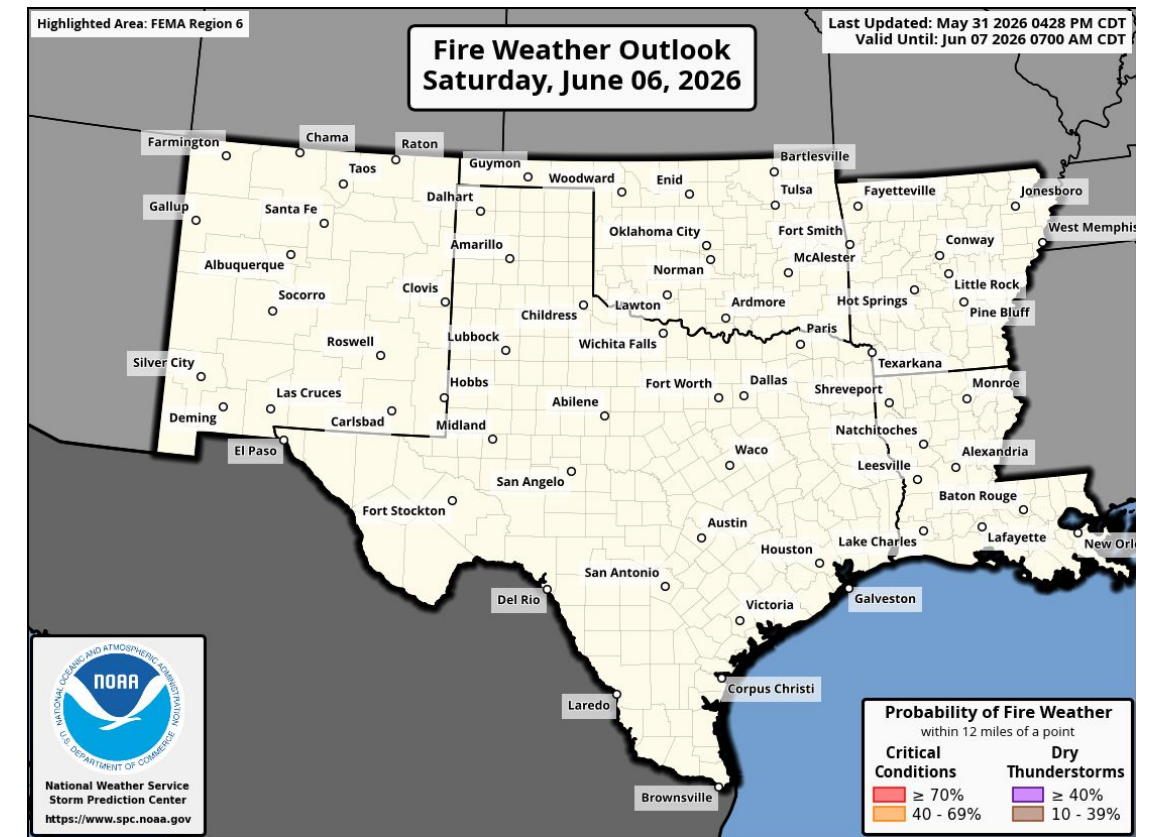 Highlighted Area: FEMA Region 6
Last Updated: May 31 2026 0428 PM CDT
Valid Until: Jun 07 2026 0700 AM CDT
Fire Weather Outlook
Saturday, June 06, 2026
Farmington
Chama
Raton
Taos
Guymon
Woodward
Enid
Bartlesville
Tulsa
Fayetteville
Jonesboro
Gallup
Santa Fe
Dalhart
West Memphis
Amarillo
Oklahoma City
Fort Smith
Conway
Albuquerque
Norman
McAlester
Little Rock
Socorro
Clovis
Childress
Lawton
Ardmore
Hot Springs
Pine Bluff
Roswell
Lubbock
Wichita Falls
Paris
Texarkana
Silver City
Las Cruces
Hobbs
Fort Worth
Dallas
Shreveport
Monroe
Deming
Carlsbad
Midland
Abilene
Natchitoches
El Paso
San Angelo
Waco
Leesville
Alexandria
Fort Stockton
Baton Rouge
Austin
Houston
Lake Charles
Lafayette
New Orl
San Antonio
Del Rio
Victoria
Galveston
Laredo
Corpus Christi
Brownsville
NATIONAL OCEANIC AND ATMOSPHERIC ADMINISTRATION
NOAA
U.S. DEPARTMENT OF COMMERCE
National Weather Service
Storm Prediction Center
https://www.spc.noaa.gov
Probability of Fire Weather
within 12 miles of a point
Critical Conditions
≥ 70%
40 - 69%
Dry Thunderstorms
≥ 40%
10 - 39%